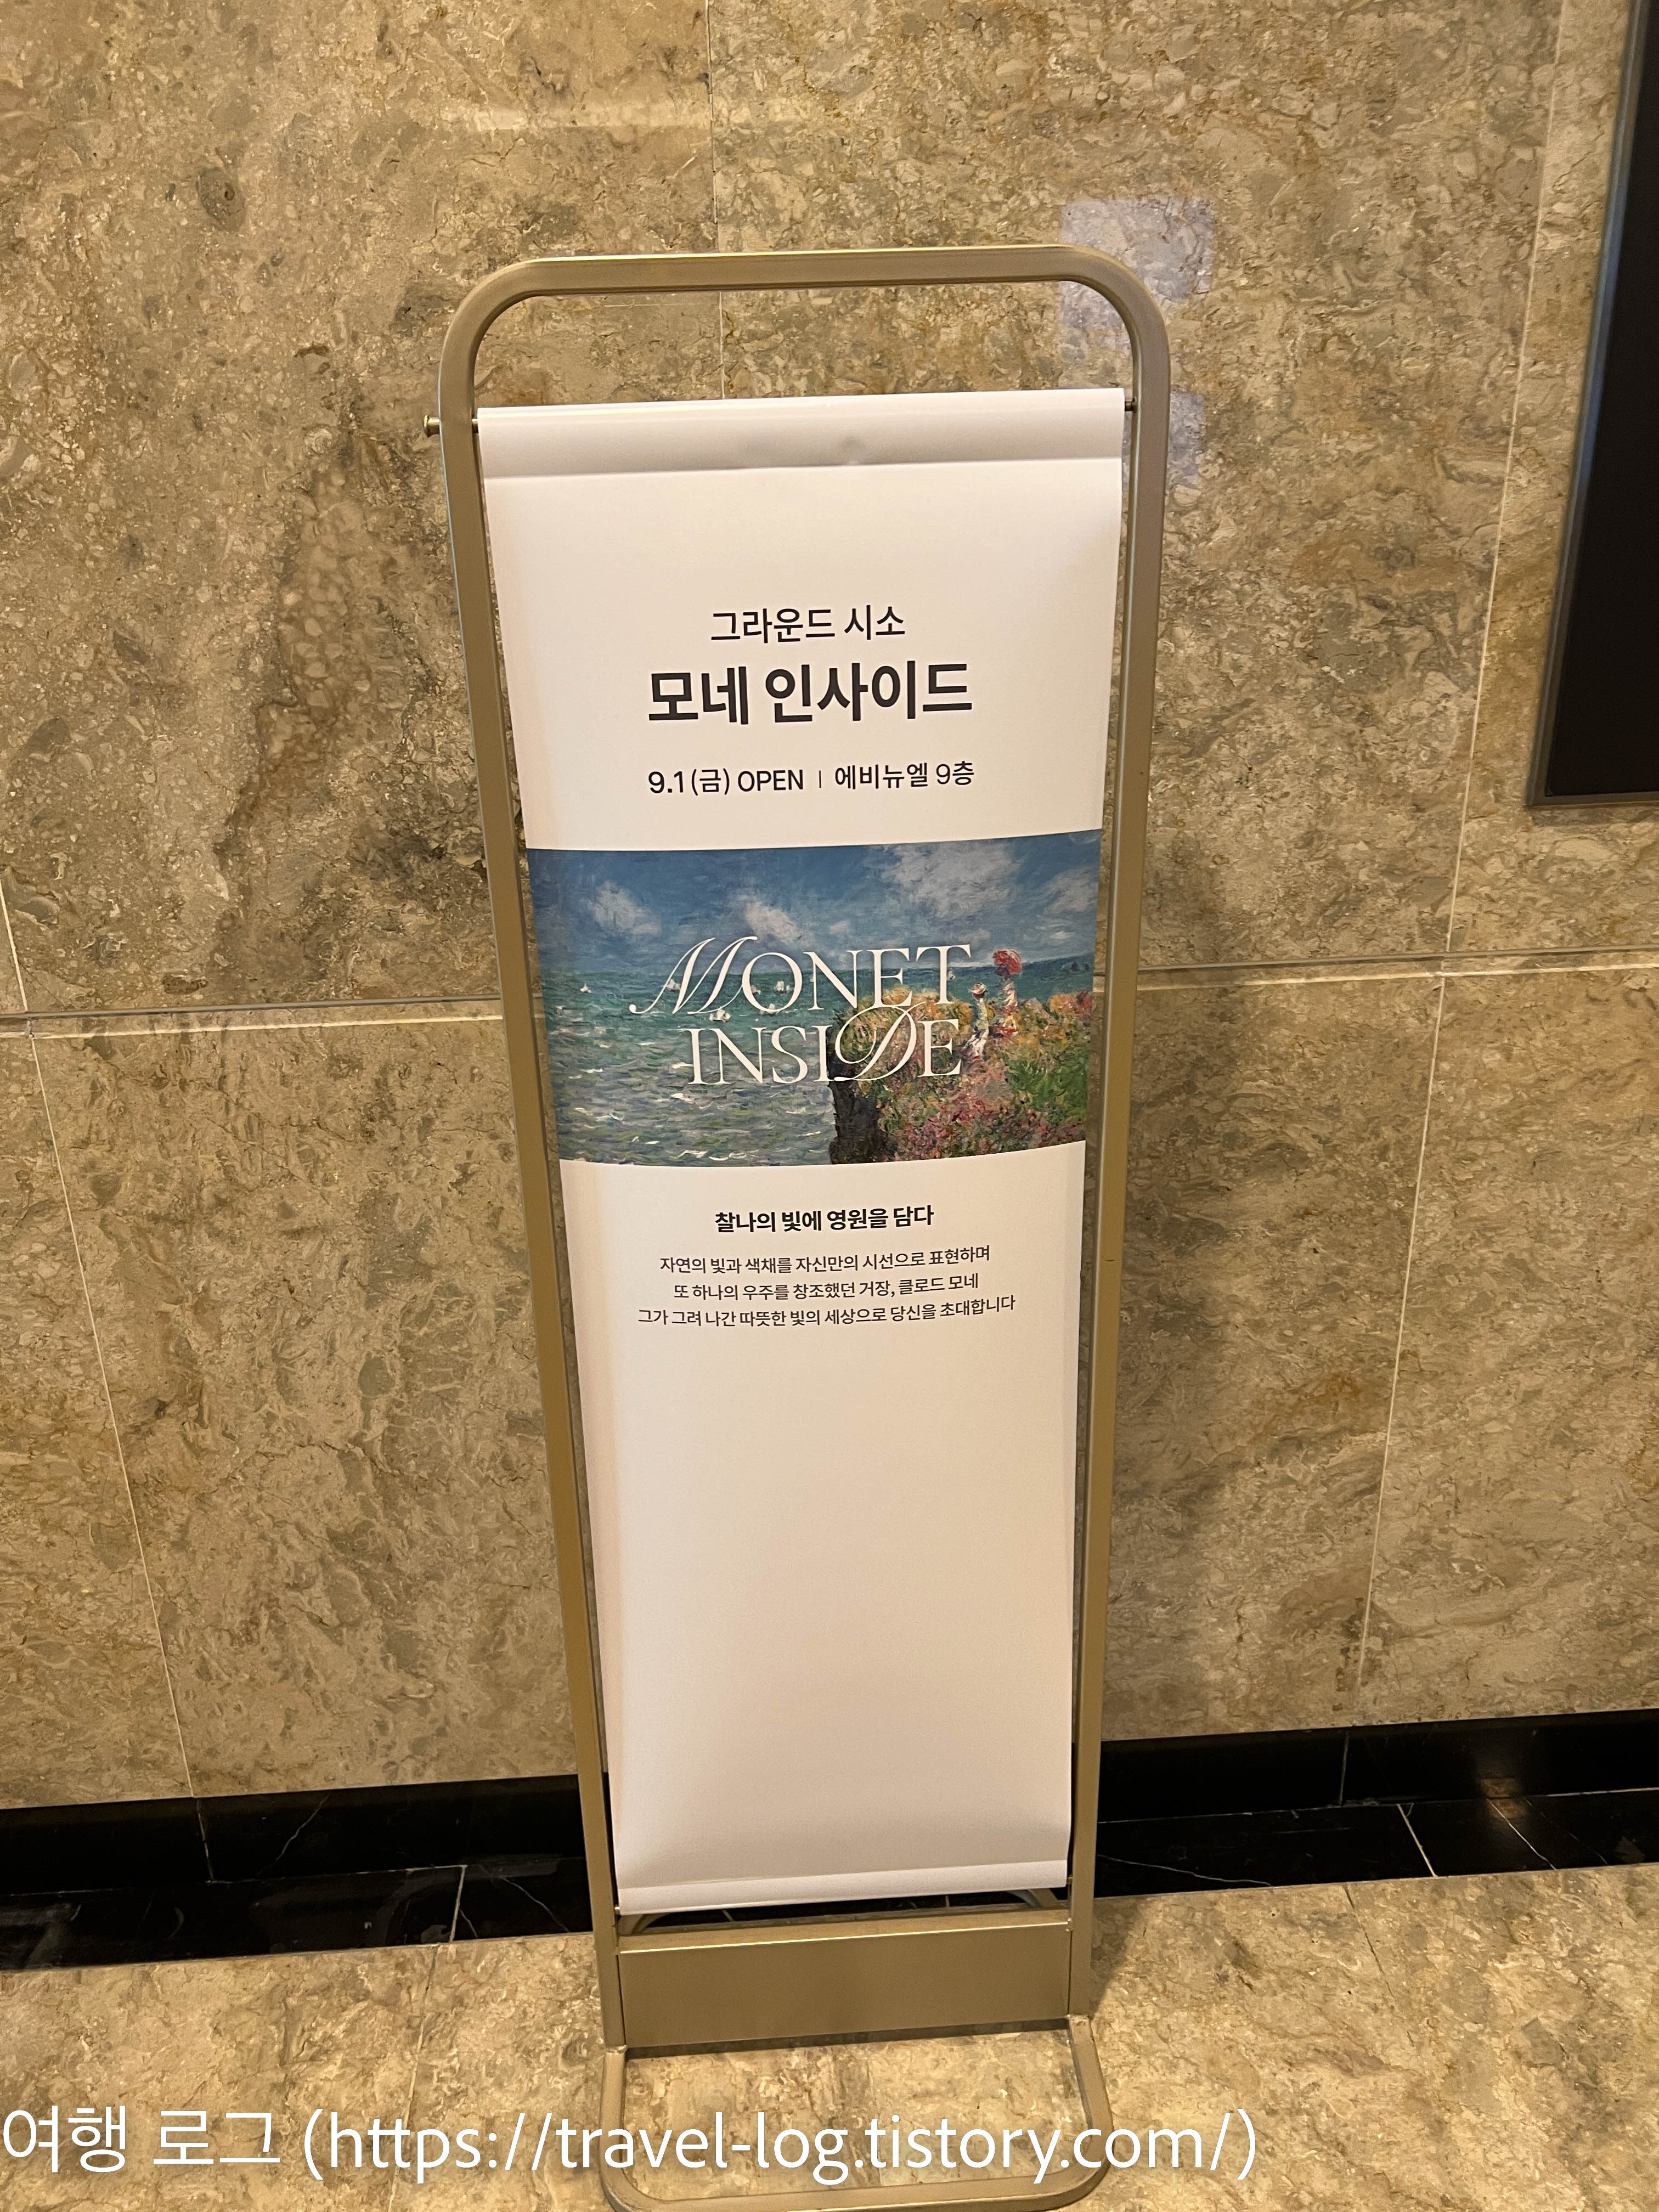 그라운드 시소
모네 인사이드
9.1(금) OPEN | 에비뉴엘 9층
MONET
INSIDE
찰나의 빛에 영원을 담다
자연의 빛과 색채를 자신만의 시선으로 표현하며
또 하나의 우주를 창조했던 거장, 클로드 모네
그가 그려 나간 따뜻한 빛의 세상으로 당신을 초대합니다
여행 로그 (https://travel-log.tistory.com/)